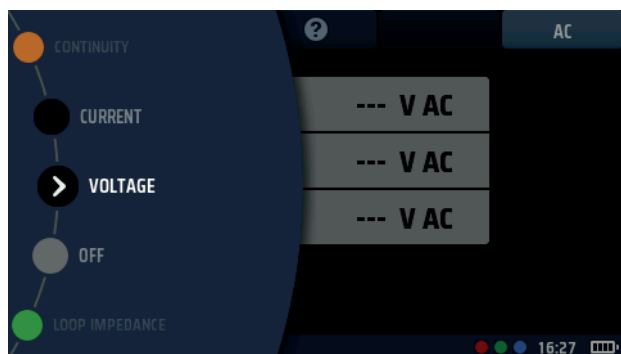 CONTINUITY
CURRENT
VOLTAGE
OFF
LOOP IMPEDANCE
?
AC
--- V AC
--- V AC
--- V AC
16:27